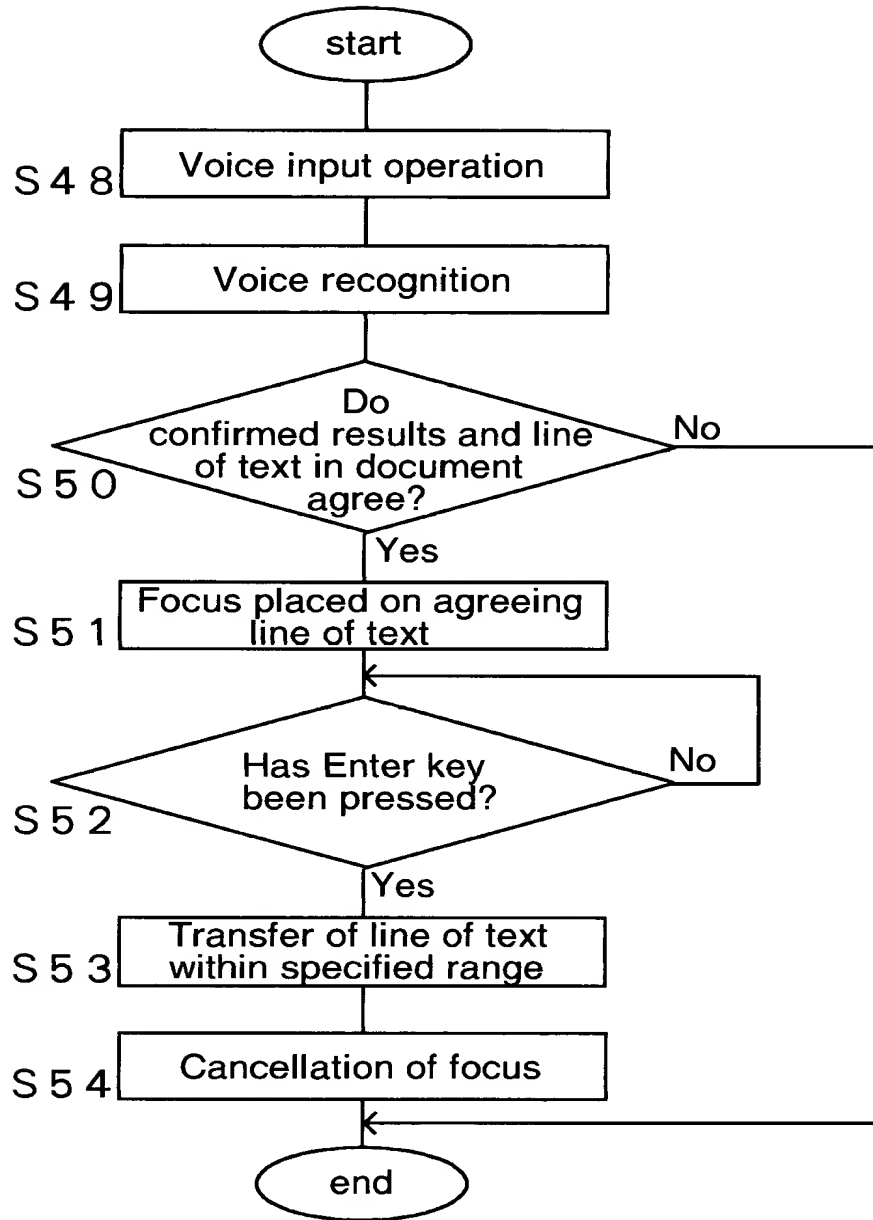 start
S48
Voice input operation
S49
Voice recognition
S50
Do
confirmed results and line
of text in document
agree?
No
Yes
S51
Focus placed on agreeing
line of text
S52
Has Enter key
been pressed?
No
Yes
S53
Transfer of line of text
within specified range
S54
Cancellation of focus
end